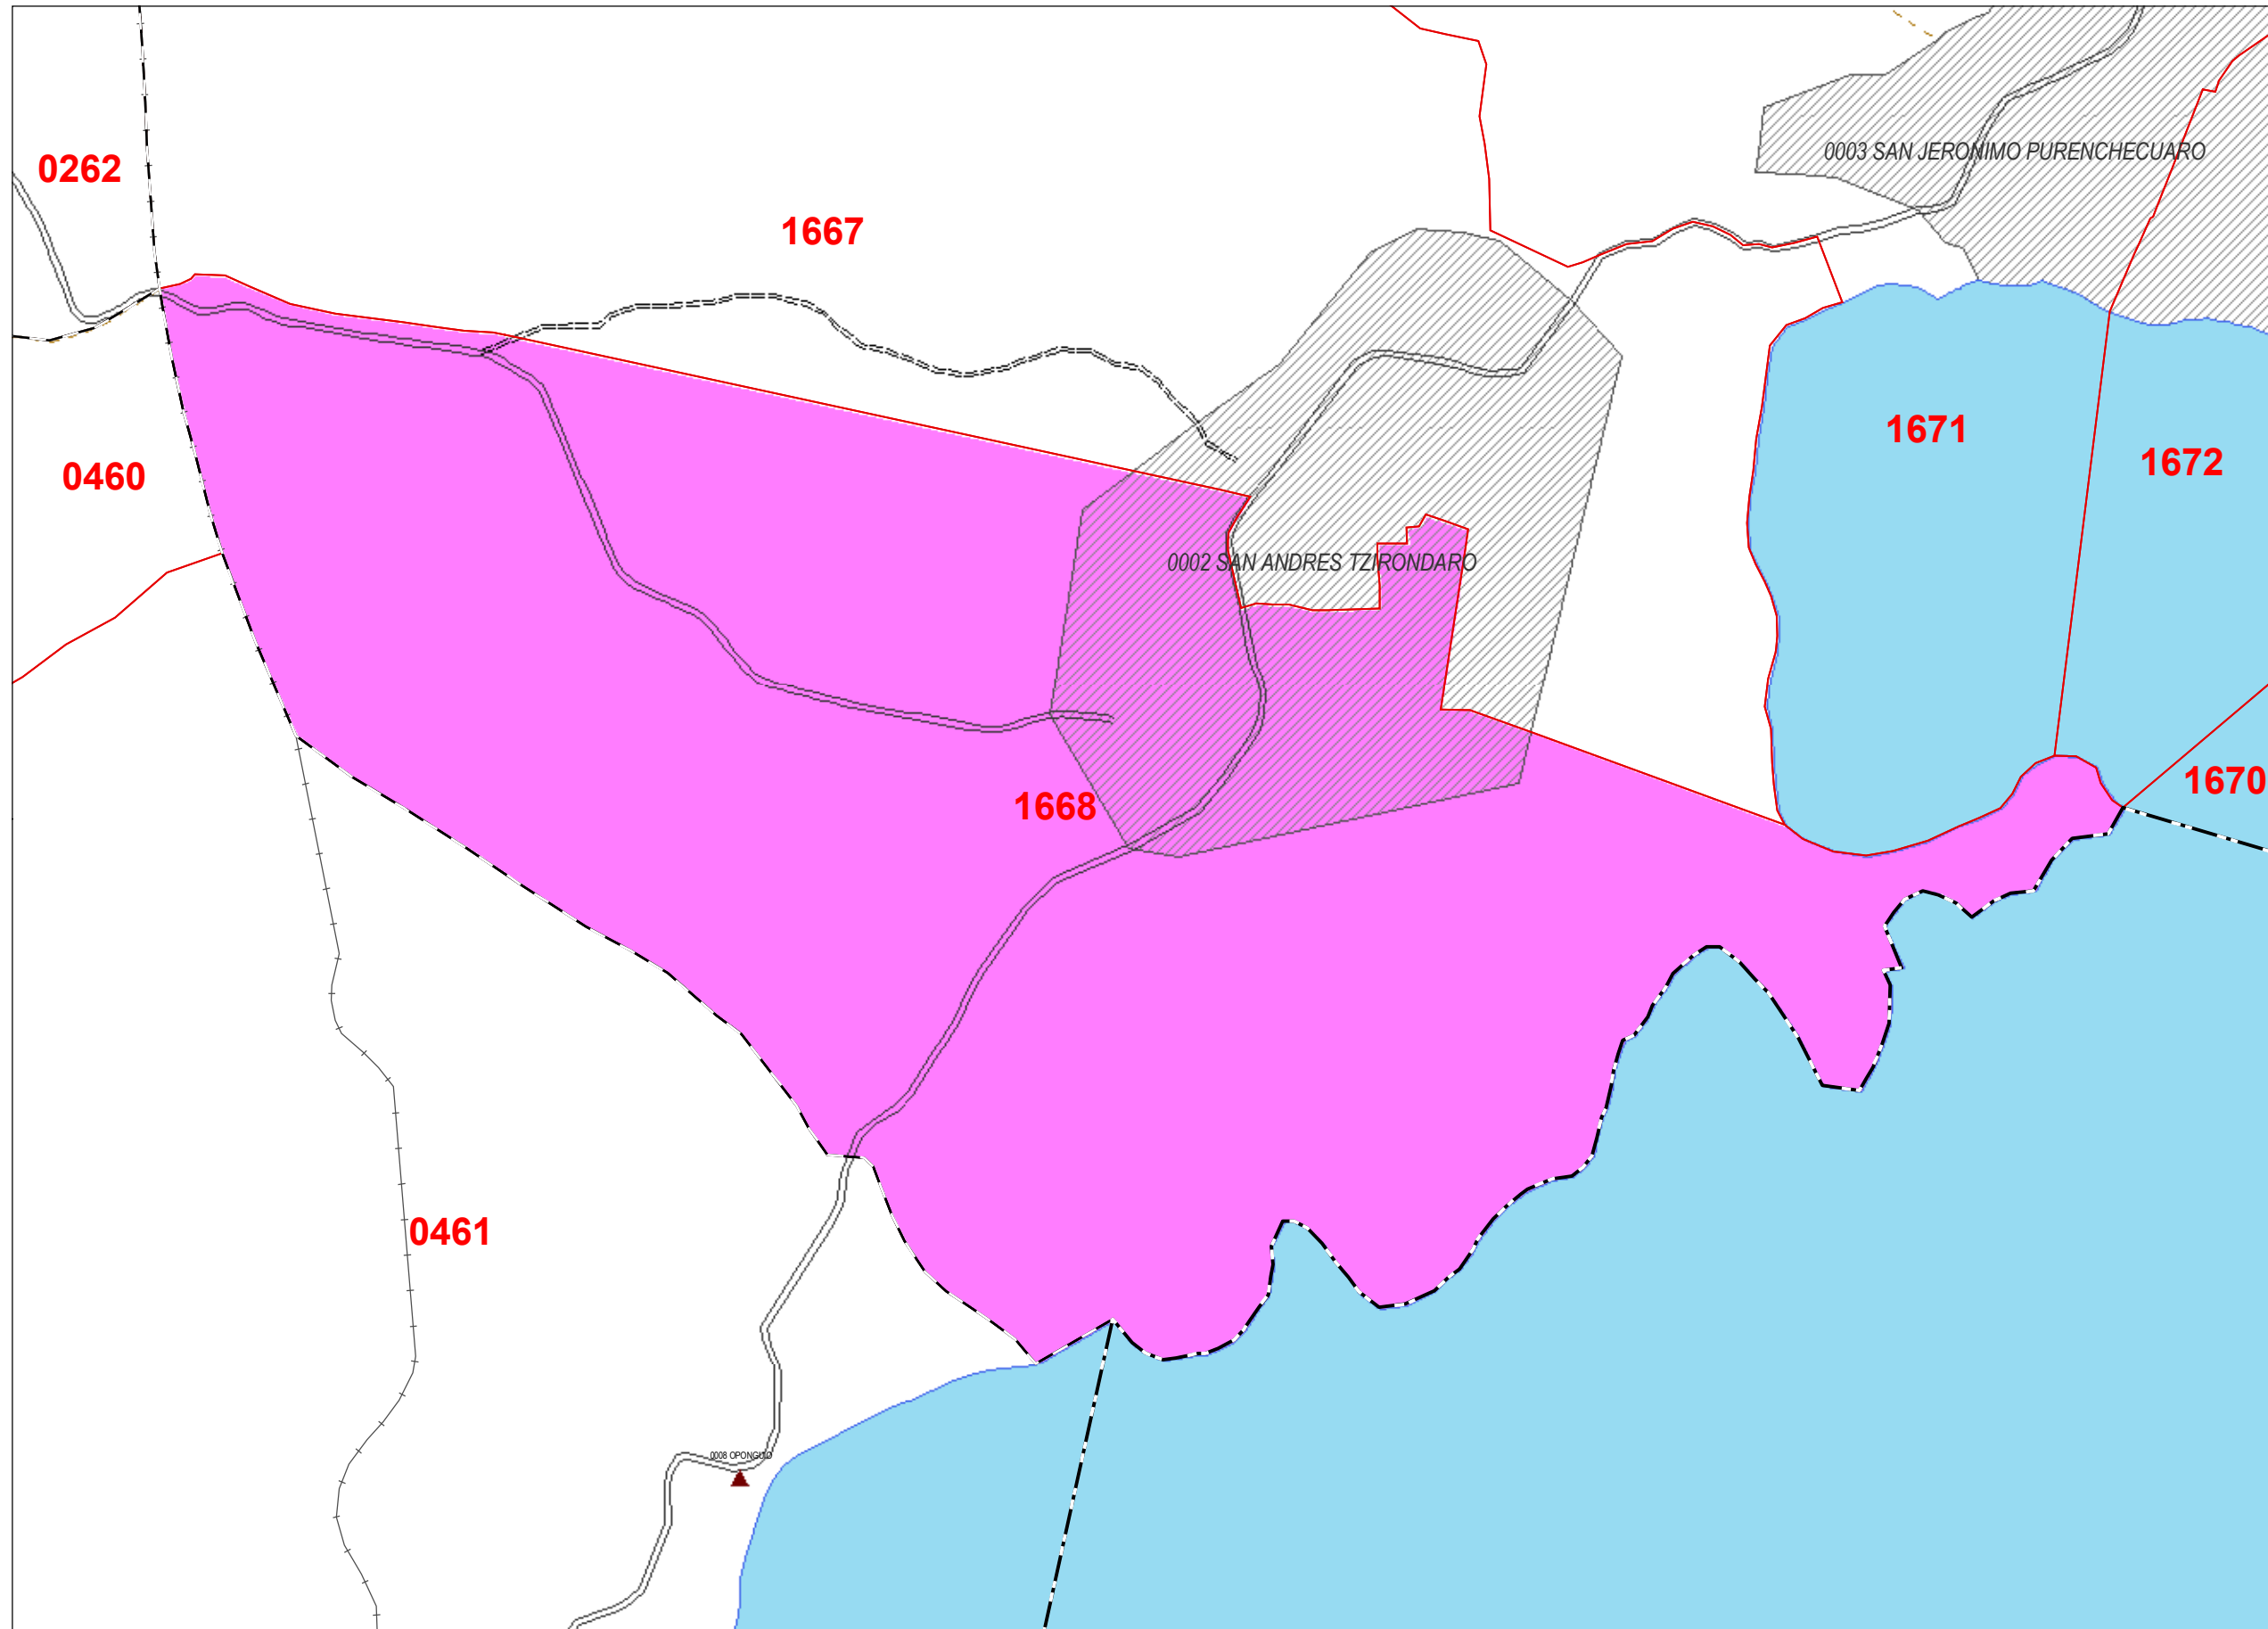 0003 SAN JERONIMO PURENCHECUARO
0262
1667
1671
1672
0460
0002 SAN ANDRES TZIRONDARO
1670
1668
0461
0008 OPONGUIO